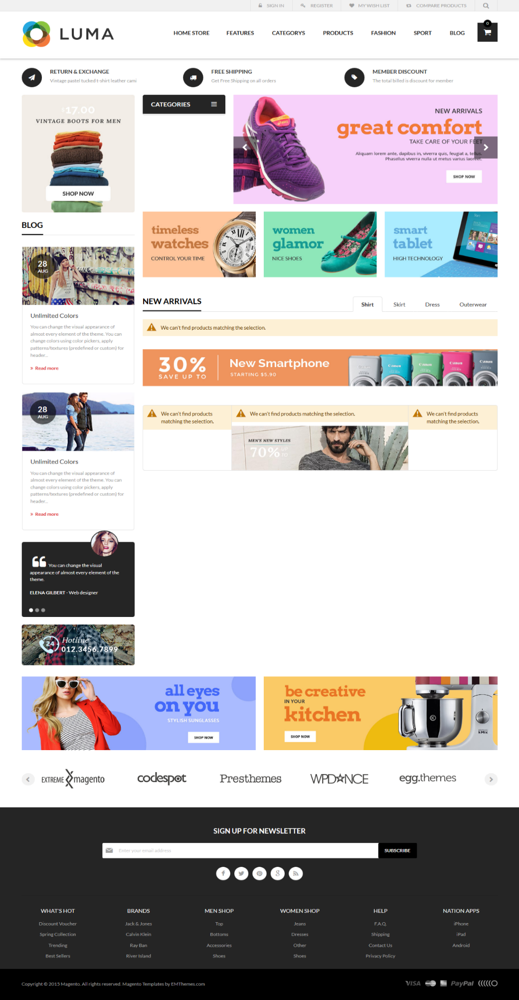 SIGN IN
REGISTER
MY WISH LIST
COMPARE PRODUCTS
LUMA
HOME STORE
FEATURES
CATEGORYS
PRODUCTS
FASHION
SPORT
BLOG
0
RETURN & EXCHANGE
Vintage pastel tucked t-shirt leather cami
FREE SHIPPING
Get Free Shipping on all orders
MEMBER DISCOUNT
The total billed is discount for member
$17.00
VINTAGE BOOTS FOR MEN
SHOP NOW
CATEGORIES
NEW ARRIVALS
great comfort
TAKE CARE OF YOUR FEET
Aliquam lorem ante, dapibus in, viverra quis, feugiat a, tellus.
Phasellus viverra nulla ut metus varius laoreet.
SHOP NOW
timeless
watches
CONTROL YOUR TIME
women
glamor
NICE SHOES
smart
tablet
HIGH TECHNOLOGY
Start
BLOG
28
AUG
Unlimited Colors
You can change the visual appearance of
almost every element of the theme. You can
change colors using color pickers, apply
patterns/textures (predefined or custom) for
header...
» Read more
28
AUG
Unlimited Colors
You can change the visual appearance of
almost every element of the theme. You can
change colors using color pickers, apply
patterns/textures (predefined or custom) for
header...
» Read more
NEW ARRIVALS
Shirt
Skirt
Dress
Outerwear
We can't find products matching the selection.
30%
SAVE UP TO
New Smartphone
STARTING $5.90
Canon
Canon
Canon
Canon
Canon
We can't find products
matching the selection.
We can't find products matching the selection.
MEN'S NEW STYLES
70% UP
TO
We can't find products
matching the selection.
You can change the visual
appearance of almost every element of the
theme.
ELENA GILBERT - Web designer
24
Hotline
012.3456.7899
all eyes
on you
STYLISH SUNGLASSES
SHOP NOW
be creative
IN YOUR
kitchen
SHOP NOW
K
kMix
EXTREME magento
codespot
Presthemes
WPDANCE
egg.themes
SIGN UP FOR NEWSLETTER
Enter your email address
SUBSCRIBE
WHAT'S HOT
Discount Voucher
Spring Collection
Trending
Best Sellers
BRANDS
Jack & Jones
Calvin Klein
Ray Ban
River Island
MEN SHOP
Top
Bottoms
Accessories
Shoes
WOMEN SHOP
Jeans
Dresses
Other
Shoes
HELP
F.A.Q.
Shipping
Contact Us
Privacy Policy
NATION APPS
iPhone
iPad
Android
Copyright © 2015 Magento. All rights reserved. Magento Templates by EMThemes.com
VISA
PayPal